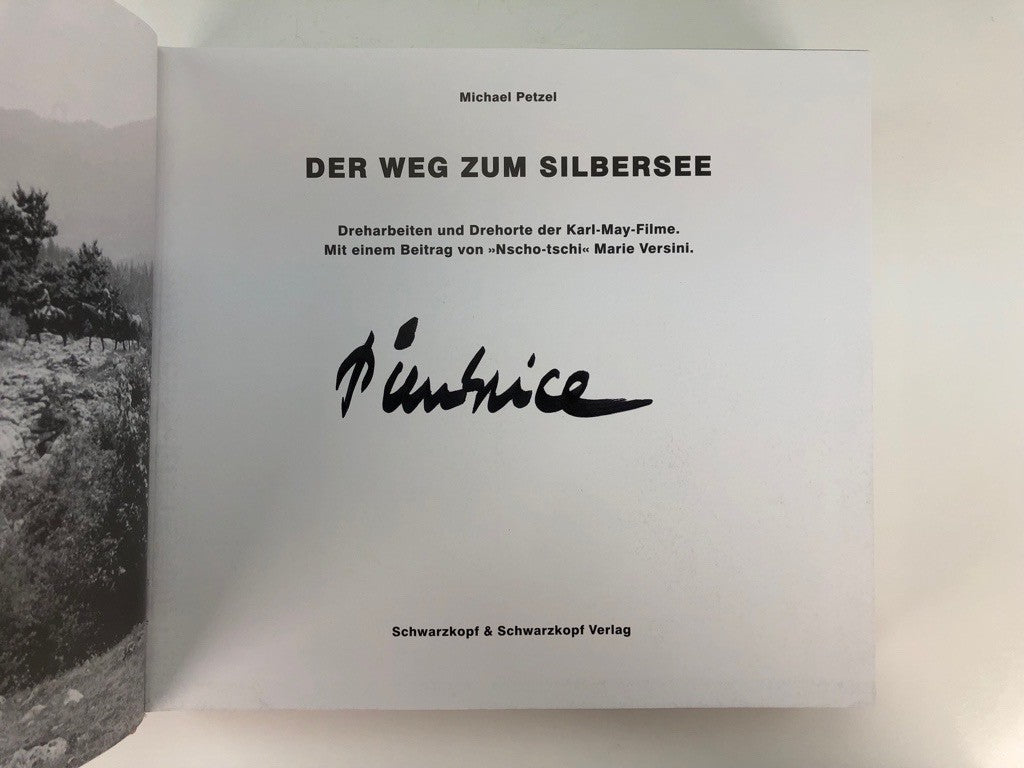 Michael Petzel
DER WEG ZUM SILBERSEE
Dreharbeiten und Drehorte der Karl-May-Filme.
Mit einem Beitrag von »Nscho-tschi« Marie Versini.
Schwarzkopf & Schwarzkopf Verlag